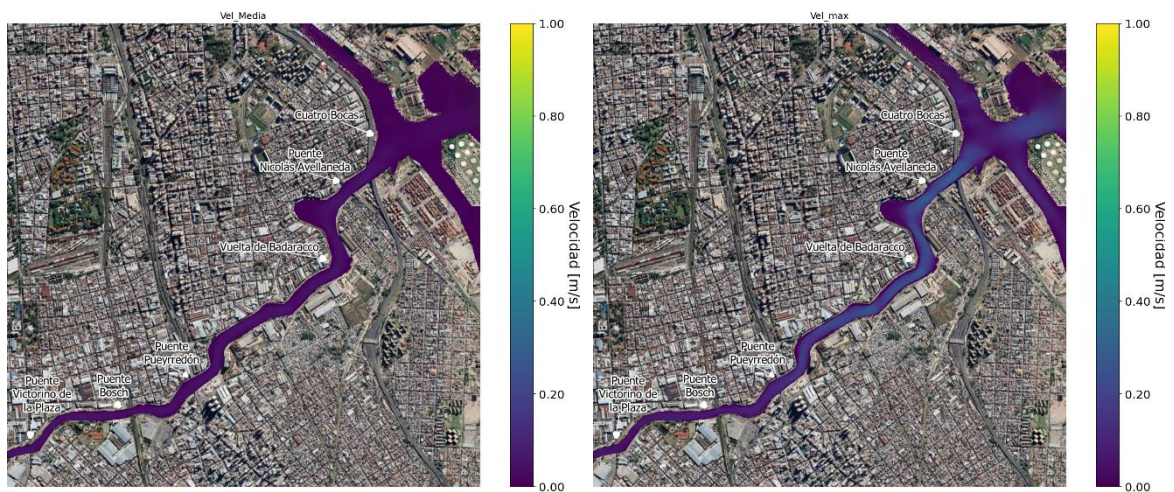 Vel_Media
Cuatro Bocas
Puente
Nicolás Avellaneda
Vuelta de Badaracco
Puente
Pueyrredón
Puente
Victorino de
la Plaza
Puente
Bosch
1.00
0.80
0.60
0.40
0.20
0.00
Velocidad [m/s]
Vel_max
Cuatro Bocas
Puente
Nicolás Avellaneda
Vuelta de Badaracco
Puente
Pueyrredón
Puente
Victorino de
la Plaza
Puente
Bosch
1.00
0.80
0.60
0.40
0.20
0.00
Velocidad [m/s]